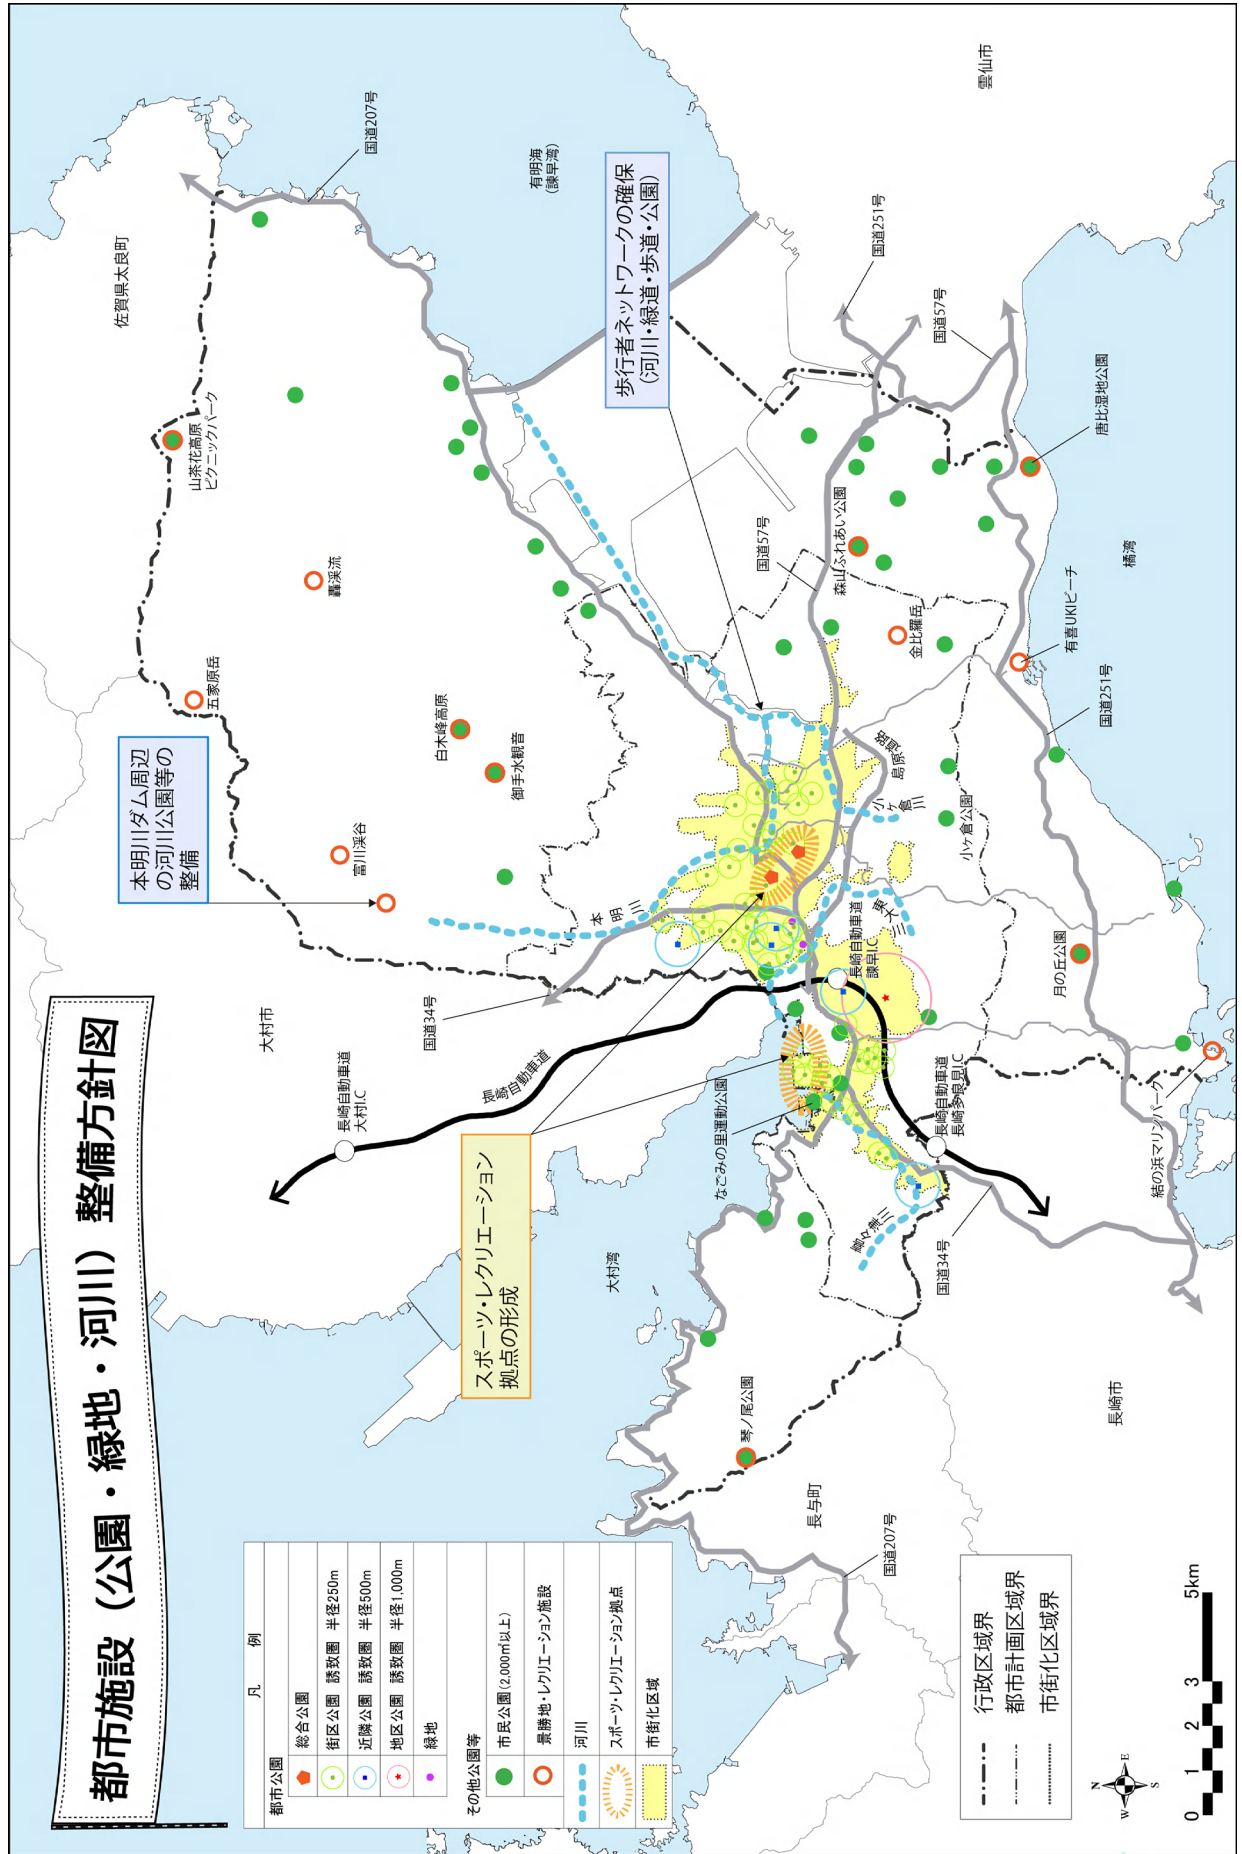 都市施設（公園・緑地・河川）整備方針図
凡　例
都市公園
総合公園
街区公園　誘致圏　半径250m
近隣公園　誘致圏　半径500m
地区公園　誘致圏　半径1,000m
緑地
その他公園等
市民公園（2,000㎡以上）
景勝地・レクリエーション施設
河川
スポーツ・レクリエーション拠点
市街化区域
行政区域界
都市計画区域界
市街化区域界
N
W
E
S
0
1
2
3
5km
本明川ダム周辺
の河川公園等の
整備
スポーツ・レクリエーション
拠点の形成
歩行者ネットワークの確保
（河川・緑道・歩道・公園）
佐賀県太良町
国道207号
有明海
（諫早湾）
雲仙市
山茶花高原
ピクニックパーク
轟渓流
五家原岳
白木峰高原
御手水観音
富川渓谷
本明川
大村市
国道34号
長崎自動車道
大村I.C
長崎自動車道
国道251号
国道57号
唐比湿地公園
国道57号
森山ふれあい公園
橘湾
金比羅岳
有喜UKIビーチ
国道251号
島原道路
小ヶ倉川
小ヶ倉公園
東大川
長崎自動車道
諫早I.C
月の丘公園
なごみの里運動公園
長崎自動車道
長崎多良見I.C
結の浜マリンパーク
喜々津川
国道34号
大村湾
琴ノ尾公園
長与町
長崎市
国道207号